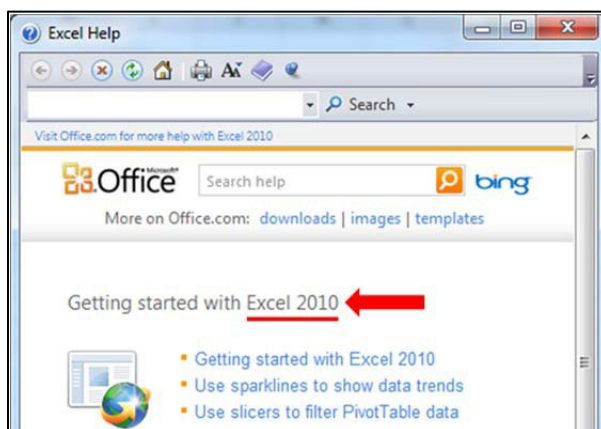 Excel Help
Search
Visit Office.com for more help with Excel 2010
Microsoft
Office Search help bing
More on Office.com: downloads | images | templates
Getting started with Excel 2010
Getting started with Excel 2010
Use sparklines to show data trends
Use slicers to filter PivotTable data